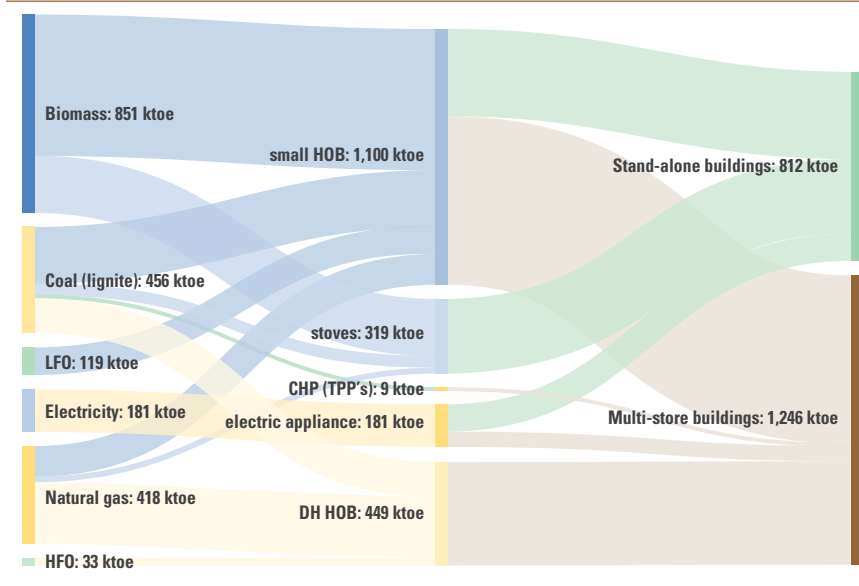 Biomass: 851 ktoe
Coal (lignite): 456 ktoe
LFO: 119 ktoe
Electricity: 181 ktoe
Natural gas: 418 ktoe
HFO: 33 ktoe
small HOB: 1,100 ktoe
stoves: 319 ktoe
CHP (TPP's): 9 ktoe
electric appliance: 181 ktoe
DH HOB: 449 ktoe
Stand-alone buildings: 812 ktoe
Multi-store buildings: 1,246 ktoe